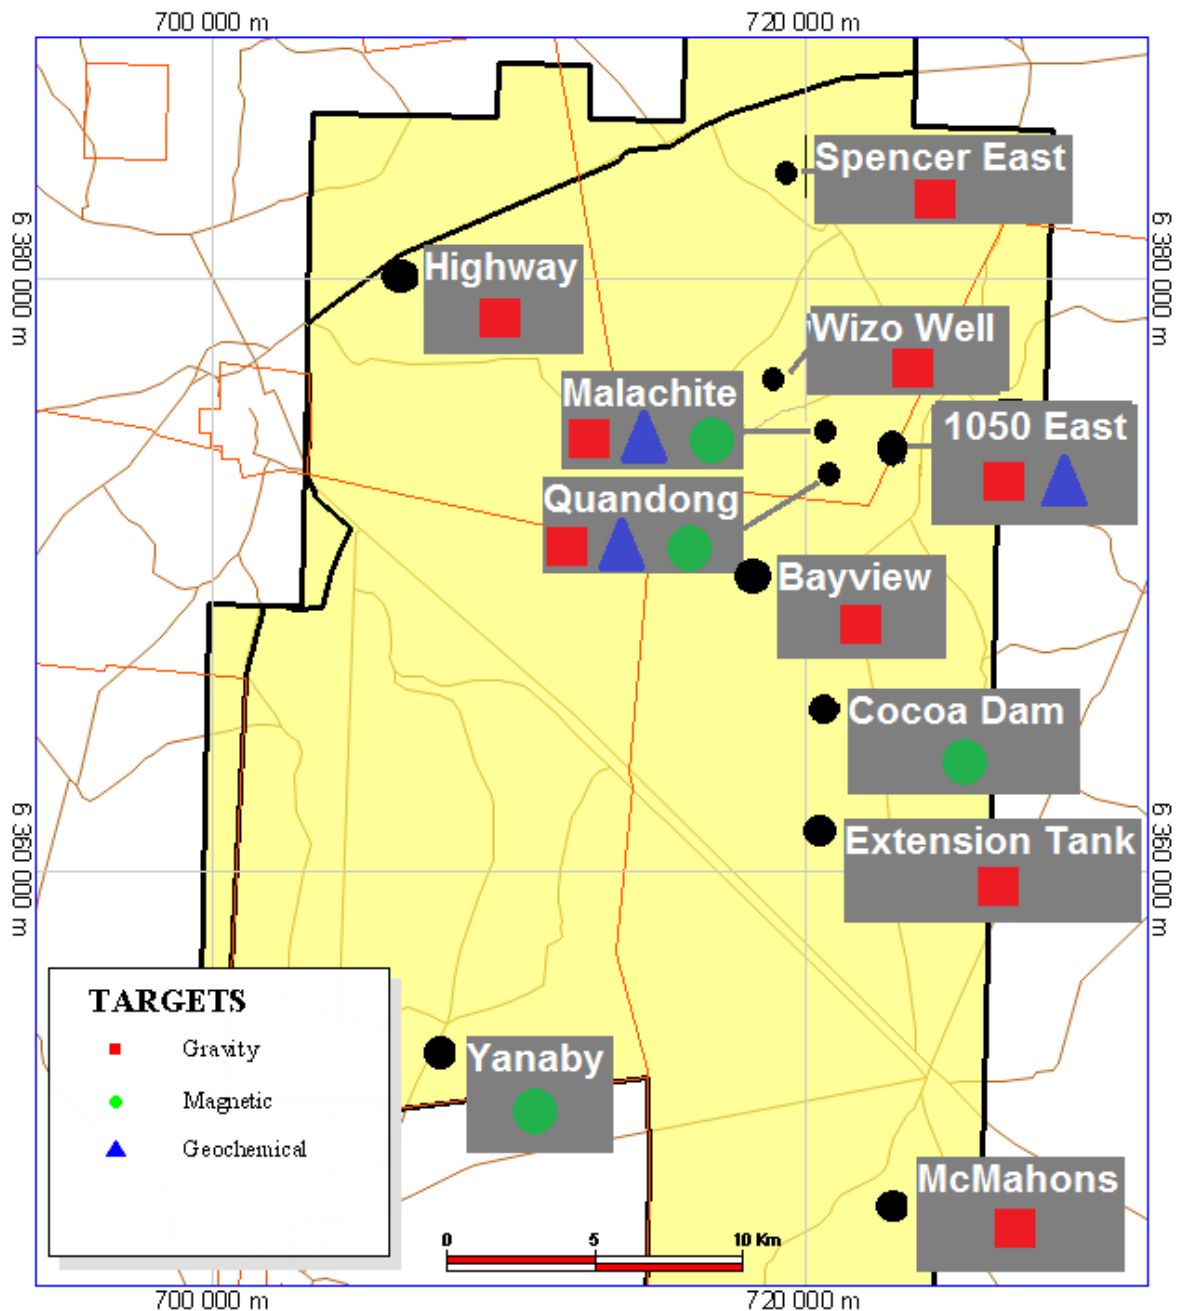 700 000 m
720 000 m
Spencer East
6 380 000 m
6 380 000 m
Highway
Wizo Well
Malachite
1050 East
Quandong
Bayview
Cocoa Dam
6 360 000 m
6 360 000 m
Extension Tank
TARGETS
Gravity
Magnetic
Geochemical
Yanaby
McMahons
0 5 10 Km
700 000 m
720 000 m